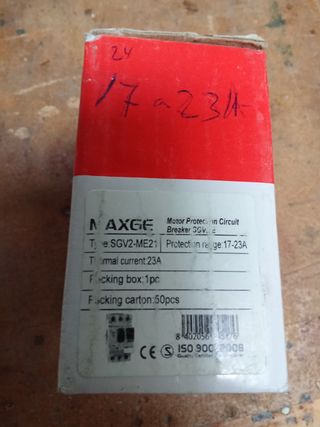 24
17 a 23A
MAXGE
Motor Protection Circuit
Breaker
Type:SGV2-ME21 Protection range:17-23A
Thermal current:23A
Packing box:1pc
Packing carton:50pcs
CE S ISO 9001:2008